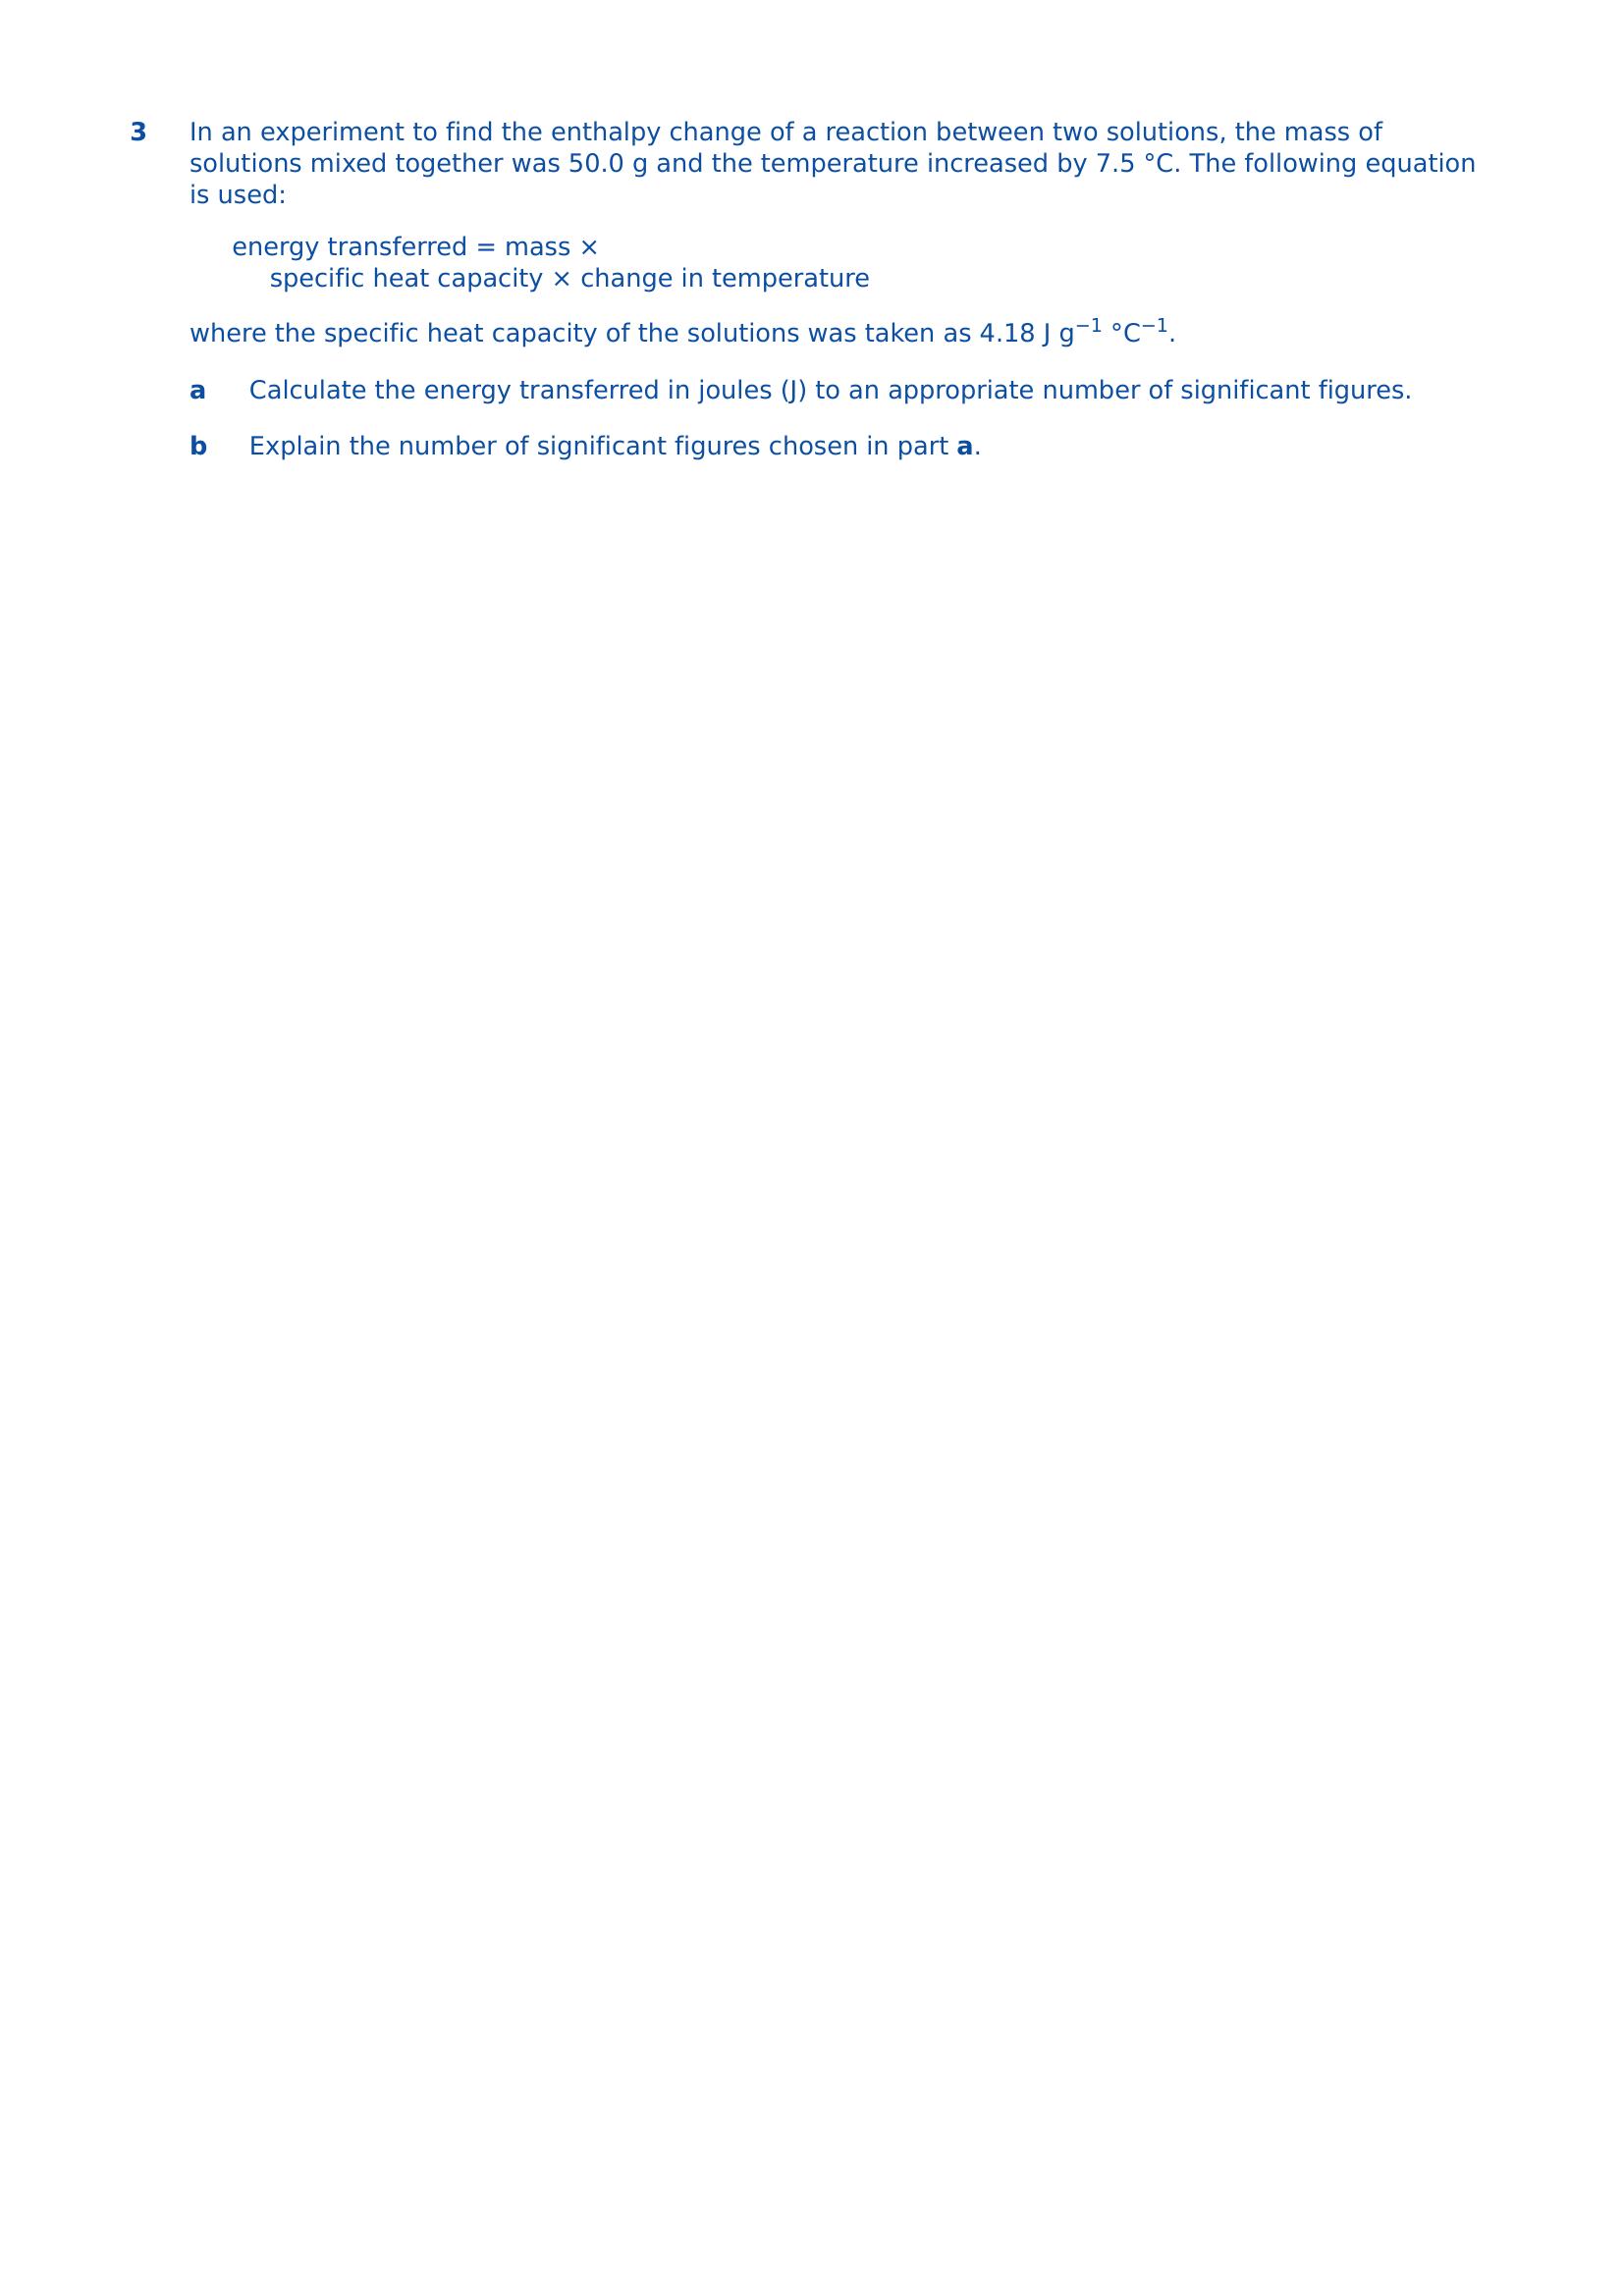 3 In an experiment to find the enthalpy change of a reaction between two solutions, the mass of
solutions mixed together was 50.0 g and the temperature increased by 7.5 °C. The following equation
is used:
energy transferred = mass ×
specific heat capacity × change in temperature
where the specific heat capacity of the solutions was taken as 4.18 J g⁻¹ °C⁻¹.
a Calculate the energy transferred in joules (J) to an appropriate number of significant figures.
b Explain the number of significant figures chosen in part a.